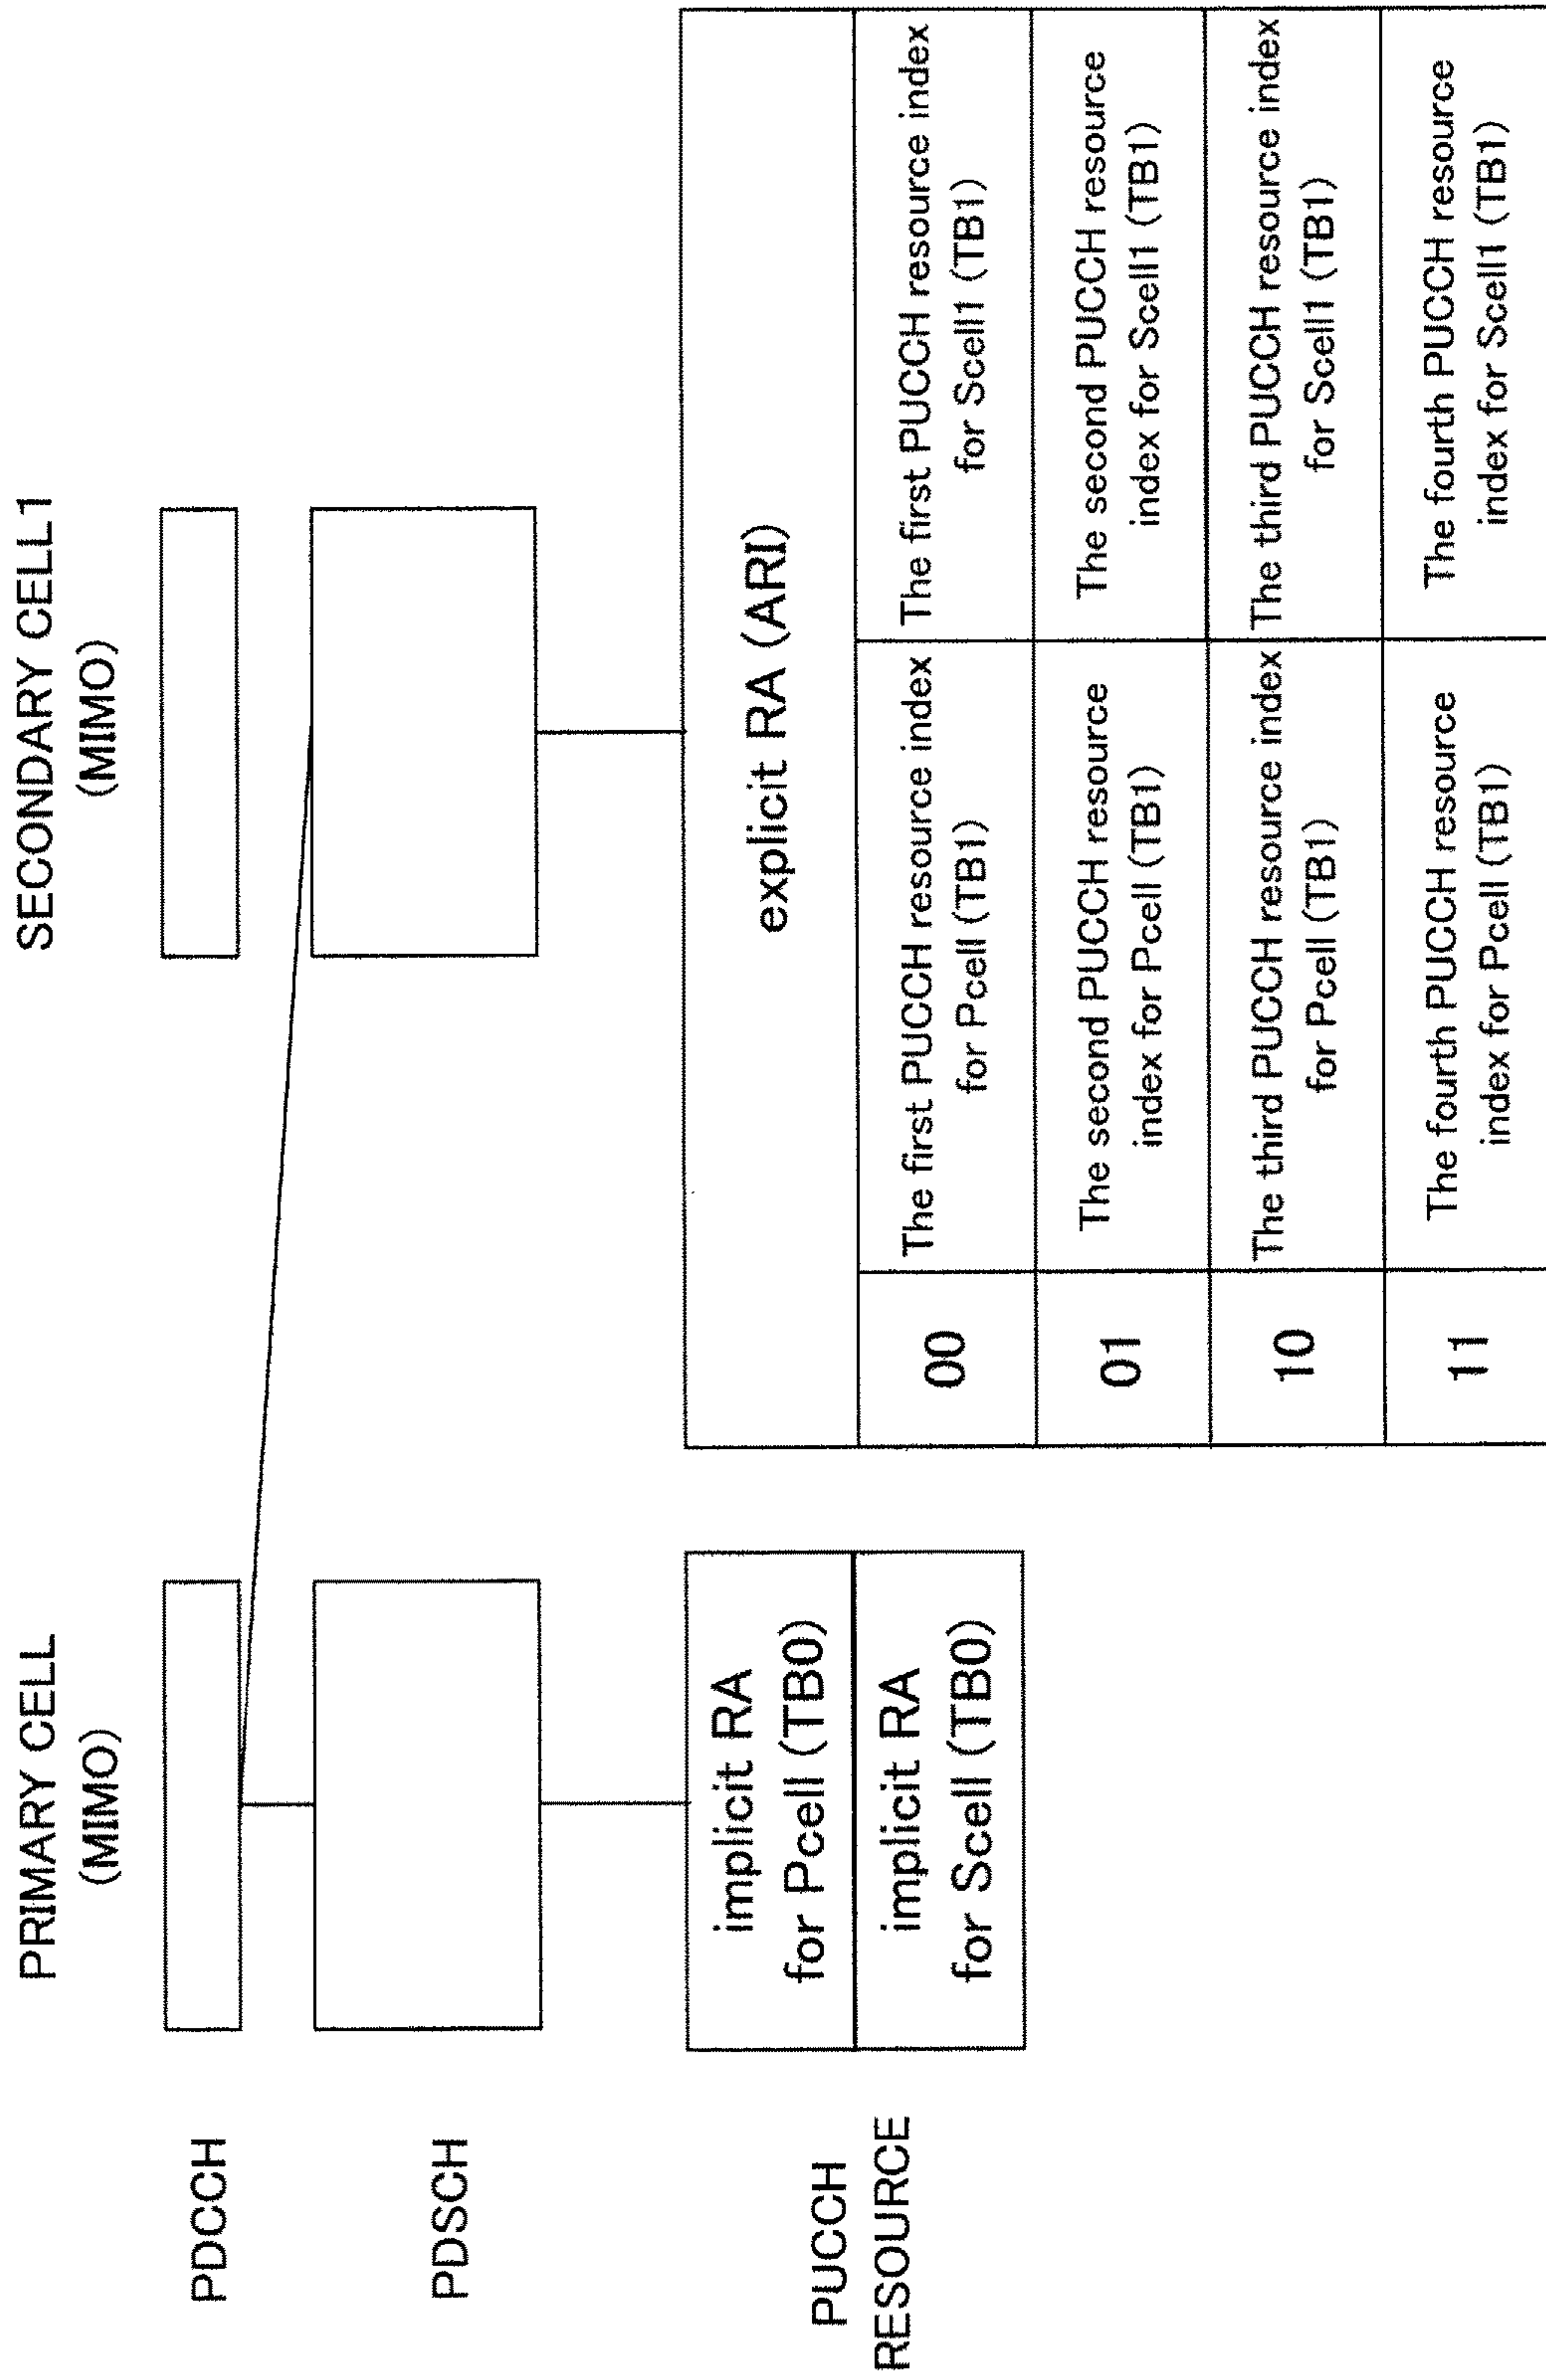 PRIMARY CELL
(MIMO)
SECONDARY CELL1
(MIMO)
PDCCH
PDSCH
PUCCH
RESOURCE
implicit RA
for Pcell (TB0)
implicit RA
for Scell (TB0)
explicit RA (ARI)
00
The first PUCCH resource index
for Pcell (TB1)
The first PUCCH resource index
for Scell1 (TB1)
01
The second PUCCH resource
index for Pcell (TB1)
The second PUCCH resource
index for Scell1 (TB1)
10
The third PUCCH resource index
for Pcell (TB1)
The third PUCCH resource index
for Scell1 (TB1)
11
The fourth PUCCH resource
index for Pcell (TB1)
The fourth PUCCH resource
index for Scell1 (TB1)